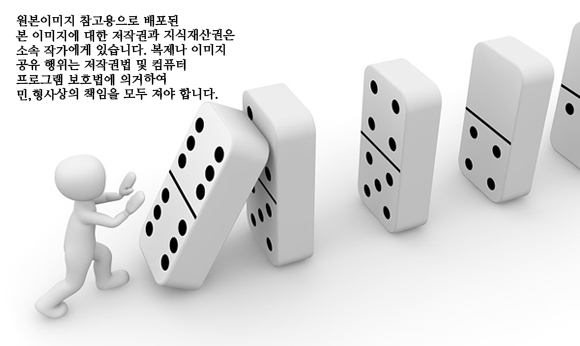 원본이미지 참고용으로 배포된
본 이미지에 대한 저작권과 지식재산권은
소속 작가에게 있습니다. 복제나 이미지
공유 행위는 저작권법 및 컴퓨터
프로그램 보호법에 의거하여
민,형사상의 책임을 모두 져야 합니다.